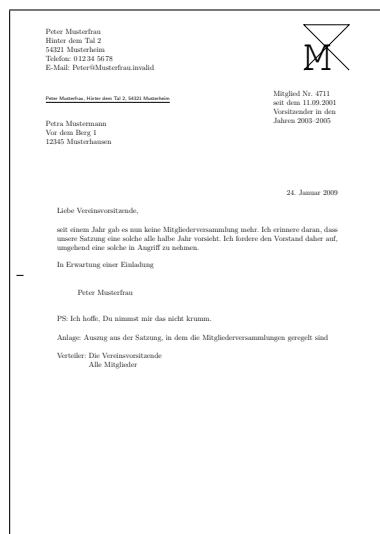 Peter Musterfrau
Hinter dem Tal 2
54321 Musterheim
Telefon: 0 12 34 56 78
E-Mail: Peter@Musterfrau.invalid
M
Peter Musterfrau, Hinter dem Tal 2, 54321 Musterheim
Mitglied Nr. 4711
seit dem 11.09.2001
Vorsitzender in den
Jahren 2003–2005
Petra Mustermann
Vor dem Berg 1
12345 Musterhausen
24. Januar 2009
Liebe Vereinsvorsitzende,
seit einem Jahr gab es nun keine Mitgliederversammlung mehr. Ich erinnere daran, dass
unsere Satzung eine solche alle halbe Jahr vorsieht. Ich fordere den Vorstand daher auf,
umgehend eine solche in Angriff zu nehmen.
In Erwartung einer Einladung
Peter Musterfrau
PS: Ich hoffe, Du nimmst mir das nicht krumm.
Anlage: Auszug aus der Satzung, in dem die Mitgliederversammlungen geregelt sind
Verteiler: Die Vereinsvorsitzende
Alle Mitglieder